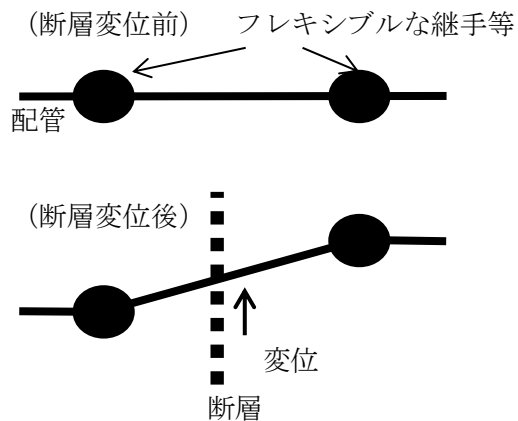 （断層変位前） フレキシブルな継手等
配管
（断層変位後）
変位
断層